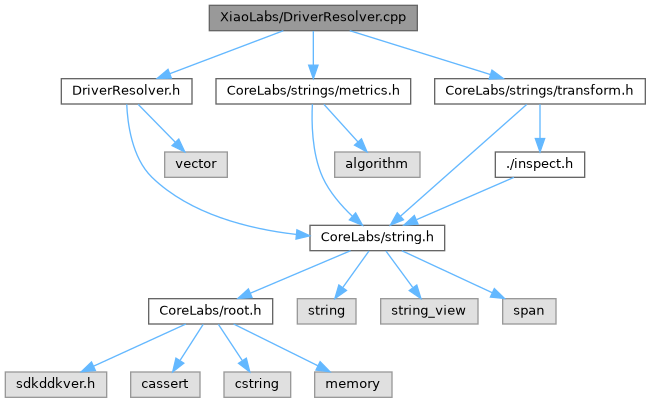 XiaoLabs/DriverResolver.cpp
DriverResolver.h
CoreLabs/strings/metrics.h
CoreLabs/strings/transform.h
vector
algorithm
./inspect.h
CoreLabs/string.h
CoreLabs/root.h
string
string_view
span
sdkddkver.h
cassert
cstring
memory